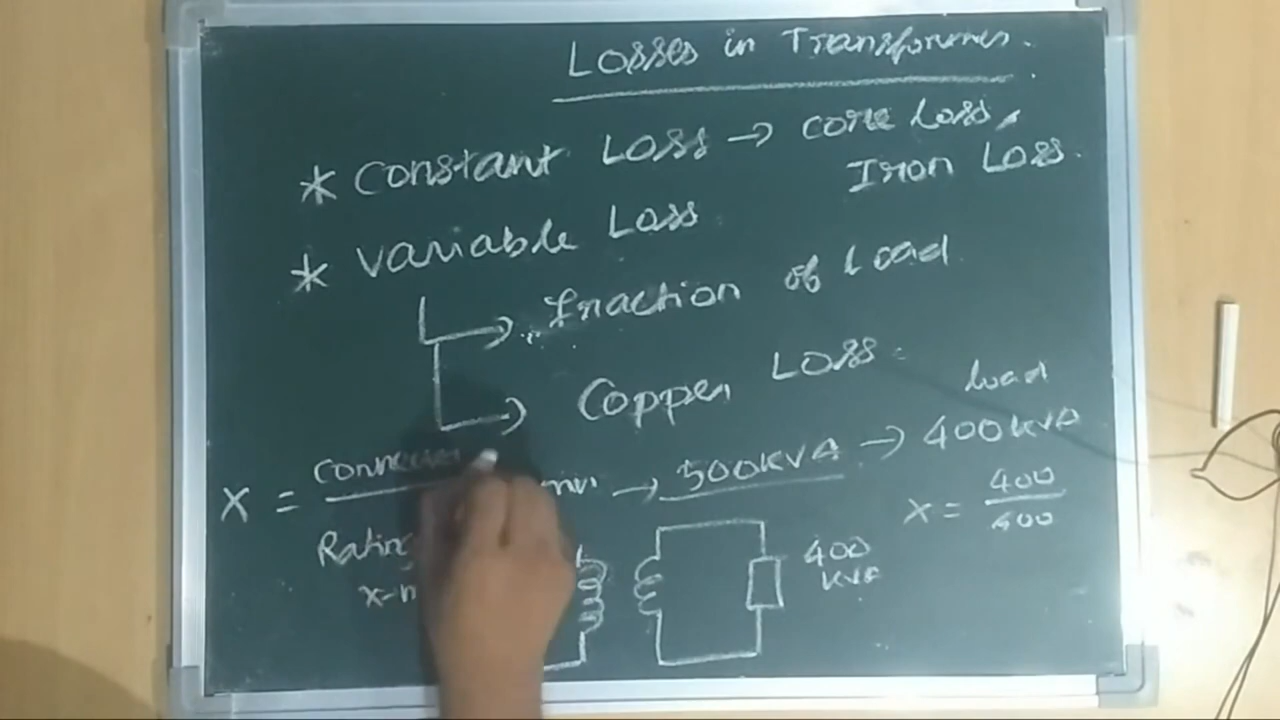 Losses in Transformer.
* Constant Loss → core Loss,
Iron Loss.
* Variable Loss
→ fraction of Load
→ Copper Loss
load
X =
→ 500KVA → 400KVA
Rating
400
KVA
X = 400
500